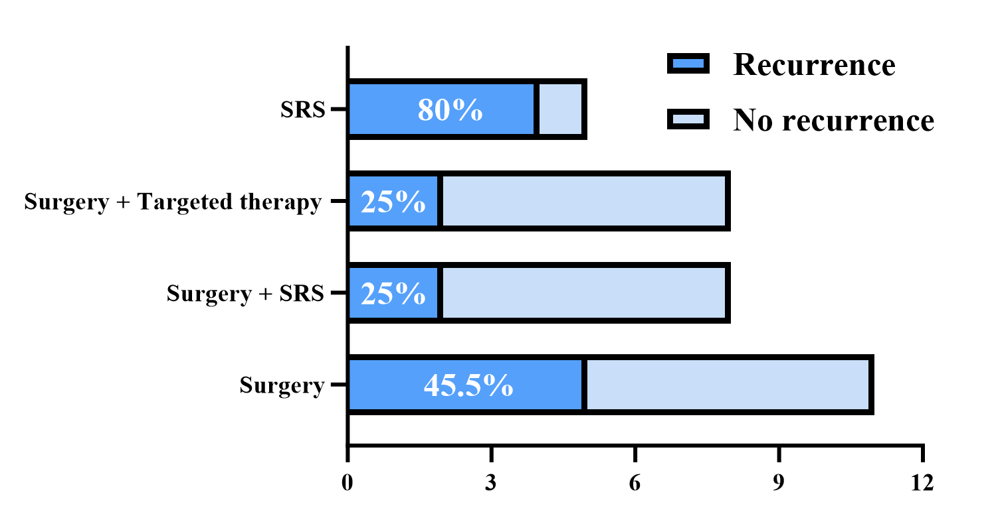 Recurrence
No recurrence
SRS
80%
Surgery + Targeted therapy
25%
Surgery + SRS
25%
Surgery
45.5%
0 3 6 9 12